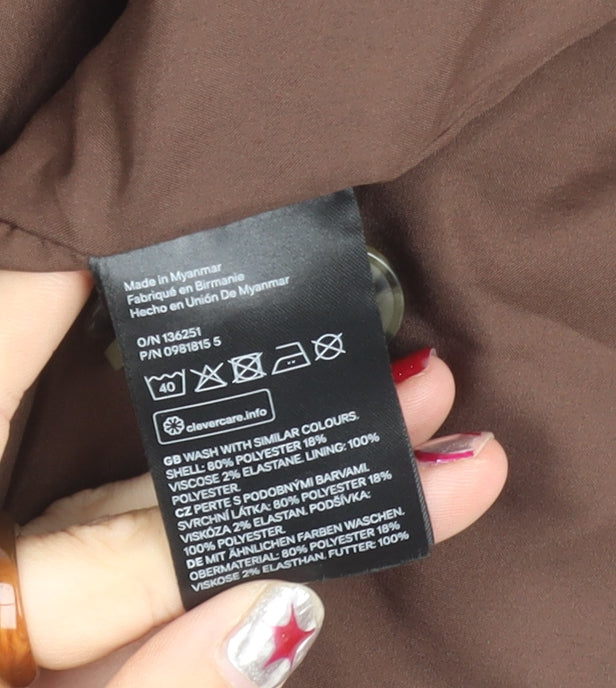 Made in Myanmar
Fabriqué en Birmanie
Hecho en Unión De Myanmar
O/N 136251
P/N 0981815 5
40
clevercare.info
GB WASH WITH SIMILAR COLOURS.
SHELL: 80% POLYESTER 18%
VISCOSE 2% ELASTANE. LINING: 100%
POLYESTER.
CZ PERTE S PODOBNÝMI BARVAMI.
SVRCHNÍ LÁTKA: 80% POLYESTER 18%
VISKÓZA 2% ELASTAN. PODŠÍVKA:
100% POLYESTER.
DE MIT ÄHNLICHEN FARBEN WASCHEN.
OBERMATERIAL: 80% POLYESTER 18%
VISKOSE 2% ELASTHAN. FUTTER: 100%